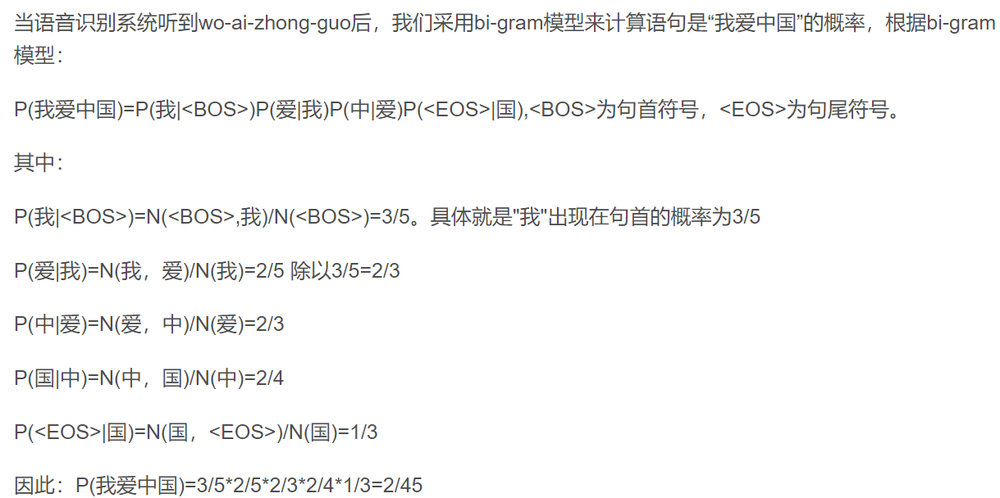 当语音识别系统听到wo-ai-zhong-guo后，我们采用bi-gram模型来计算语句是“我爱中国”的概率，根据bi-gram
模型：
P(我爱中国)=P(我|<BOS>)P(爱|我)P(中|爱)P(<EOS>|国),<BOS>为句首符号，<EOS>为句尾符号。
其中：
P(我|<BOS>)=N(<BOS>,我)/N(<BOS>)=3/5。具体就是"我"出现在句首的概率为3/5
P(爱|我)=N(我，爱)/N(我)=2/5 除以3/5=2/3
P(中|爱)=N(爱，中)/N(爱)=2/3
P(国|中)=N(中，国)/N(中)=2/4
P(<EOS>|国)=N(国，<EOS>)/N(国)=1/3
因此：P(我爱中国)=3/5*2/5*2/3*2/4*1/3=2/45